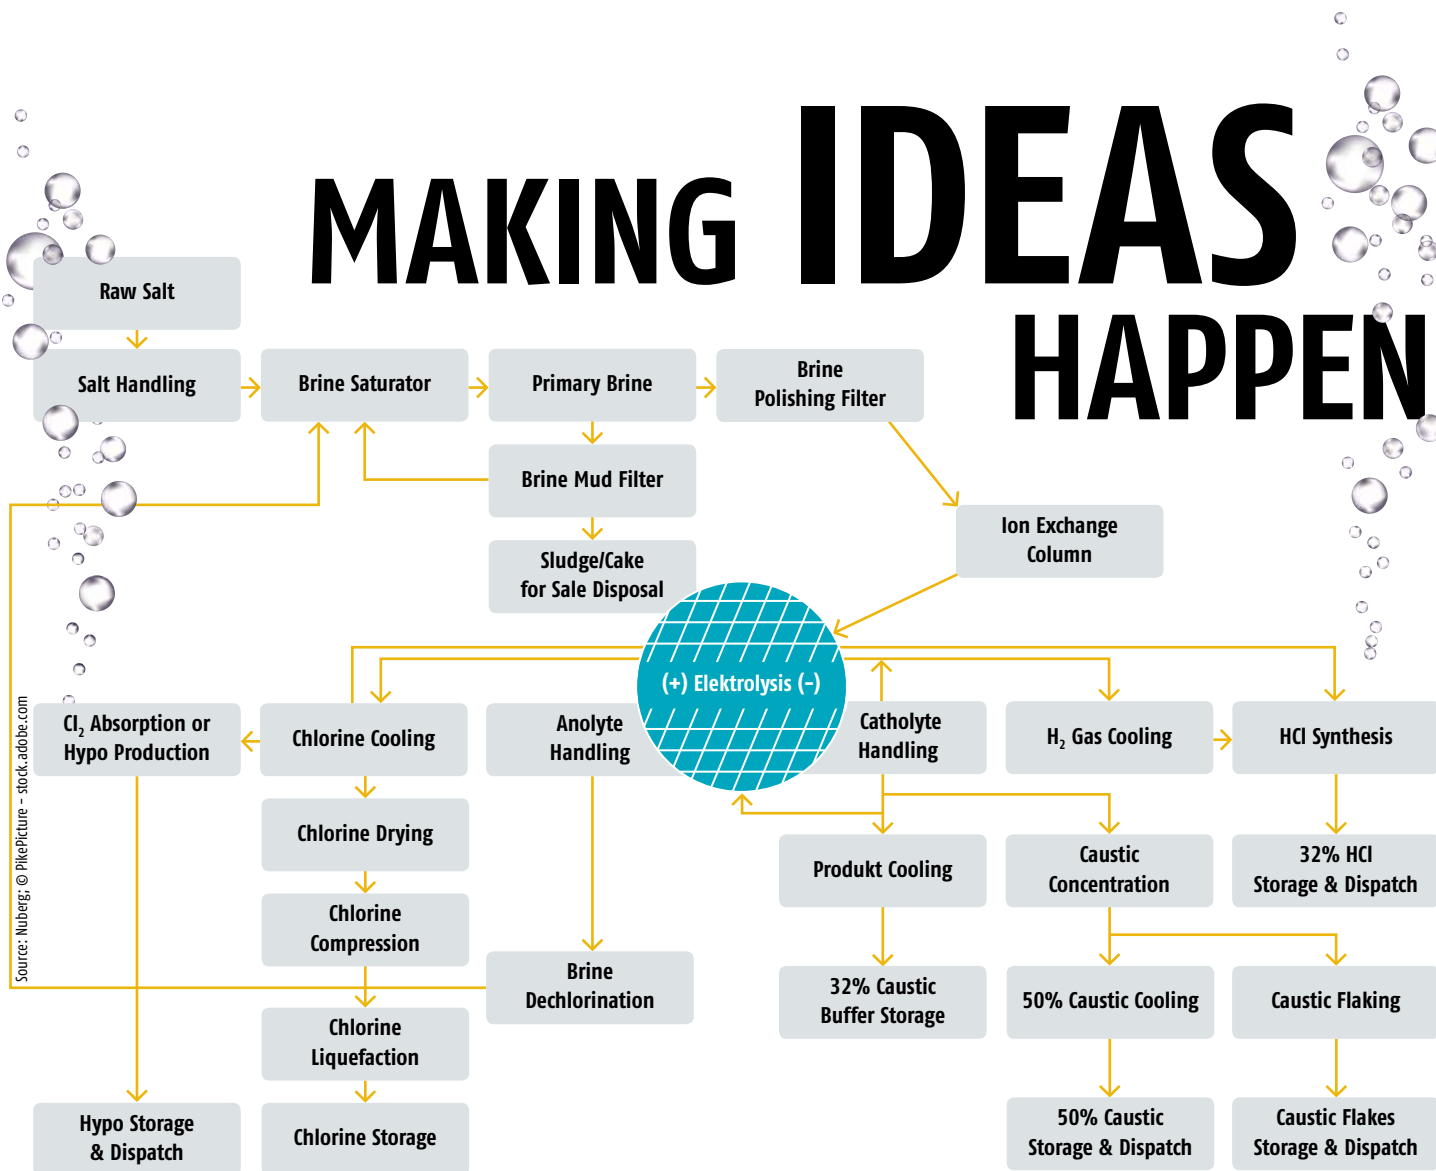 MAKING IDEAS
HAPPEN
Raw Salt
Salt Handling
Brine Saturator
Primary Brine
Brine
Polishing Filter
Brine Mud Filter
Ion Exchange
Column
Sludge/Cake
for Sale Disposal
(+) Elektrolysis (–)
Cl₂ Absorption or
Hypo Production
Chlorine Cooling
Anolyte
Handling
Catholyte
Handling
H₂ Gas Cooling
HCl Synthesis
Chlorine Drying
Produkt Cooling
Caustic
Concentration
32% HCl
Storage & Dispatch
Chlorine
Compression
Brine
Dechlorination
32% Caustic
Buffer Storage
50% Caustic Cooling
Caustic Flaking
Chlorine
Liquefaction
Hypo Storage
& Dispatch
Chlorine Storage
50% Caustic
Storage & Dispatch
Caustic Flakes
Storage & Dispatch
Source: Nuberg; © PikePicture – stock.adobe.com